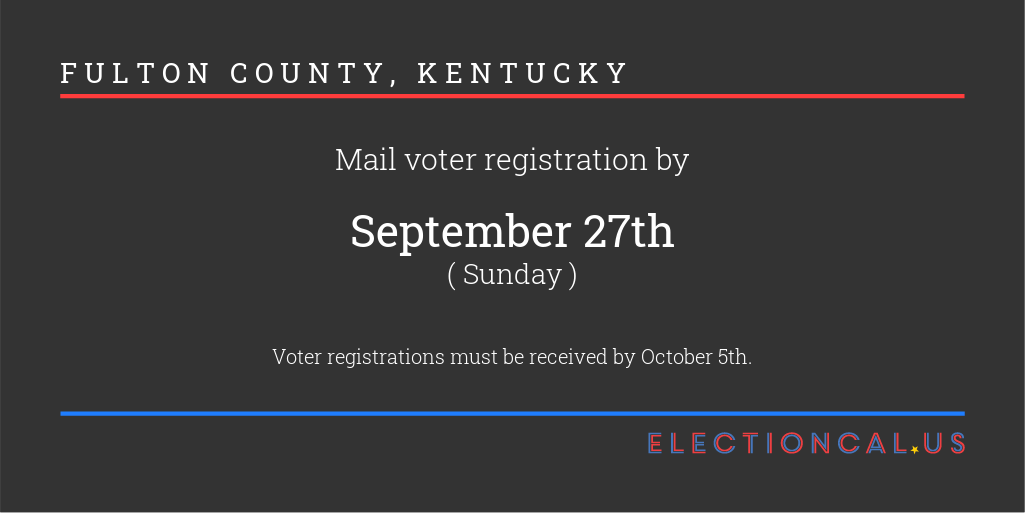 FULTON COUNTY, KENTUCKY
Mail voter registration by
September 27th
( Sunday )
Voter registrations must be received by October 5th.
ELECTIONCAL.US